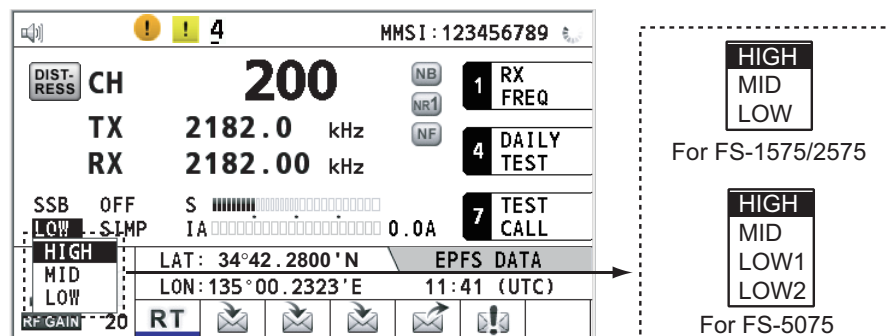 ! ! 4 MMSI:123456789
DIST-RESS CH 200 NB 1 RX FREQ
NR1
TX 2182.0 kHz NF 4 DAILY TEST
RX 2182.00 kHz
SSB OFF S 7 TEST CALL
LOW SIMP IA 0.0A
HIGH
MID
LOW
LAT: 34°42.2800'N EPFS DATA
LON:135°00.2323'E 11:41 (UTC)
RF GAIN 20 RT
HIGH
MID
LOW
For FS-1575/2575
HIGH
MID
LOW1
LOW2
For FS-5075